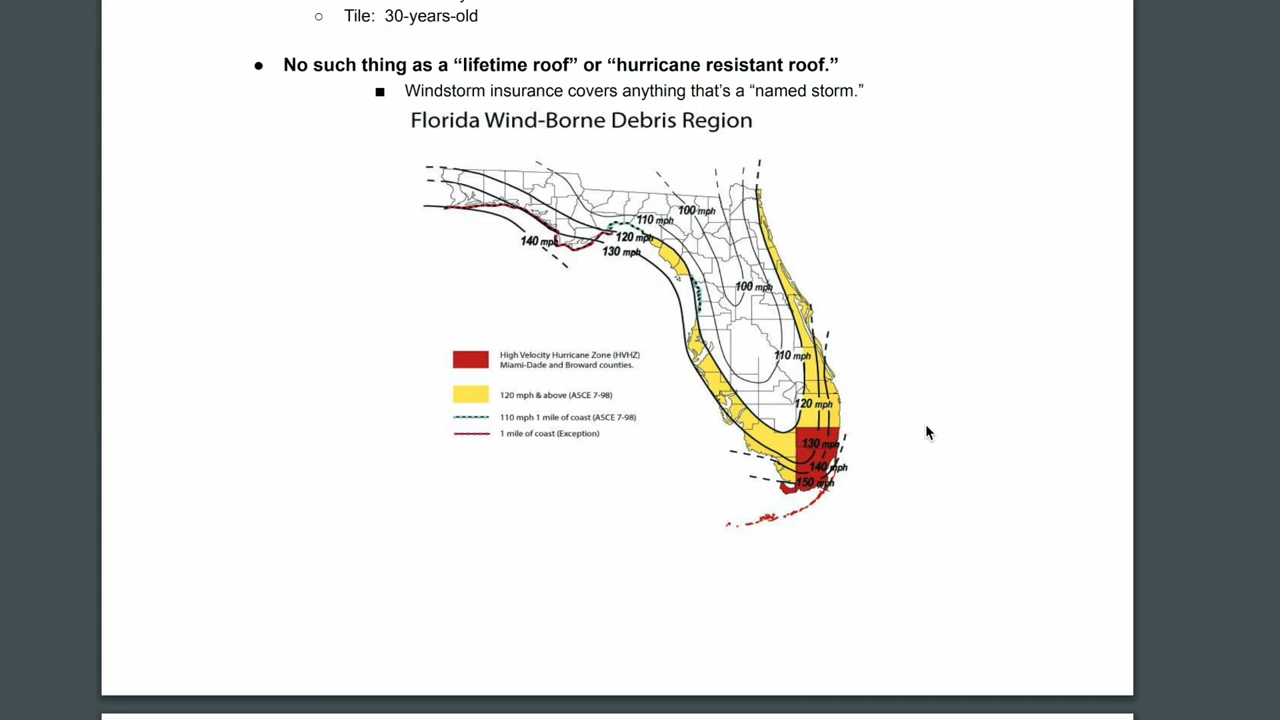 ○ Tile: 30-years-old
● No such thing as a “lifetime roof” or “hurricane resistant roof.”
■ Windstorm insurance covers anything that’s a “named storm.”
Florida Wind-Borne Debris Region
100 mph
110 mph
120 mph
140 mph
130 mph
100 mph
110 mph
High Velocity Hurricane Zone (HVHZ)
Miami-Dade and Broward counties.
120 mph & above (ASCE 7-98)
120 mph
110 mph 1 mile of coast (ASCE 7-98)
1 mile of coast (Exception)
130 mph
140 mph
150 mph